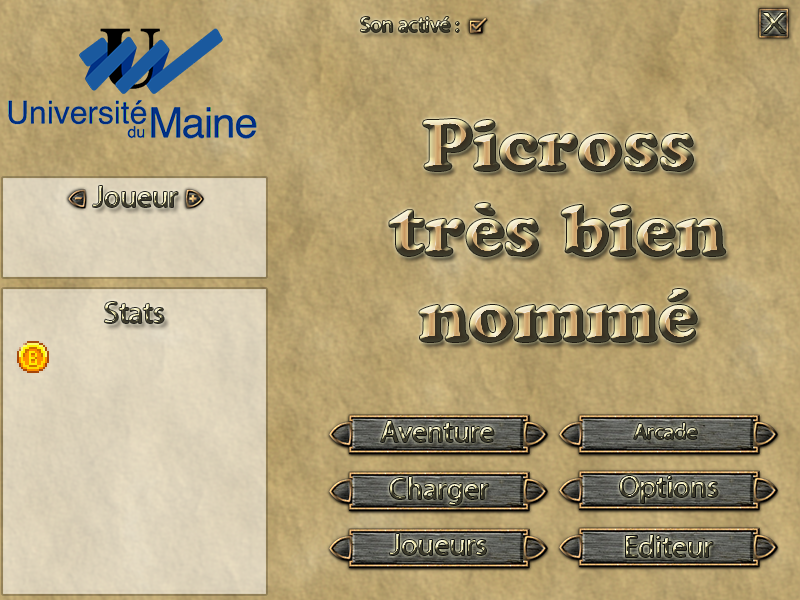 Son activé :
X
U
Université
du Maine
Picross
très bien
nommé
- Joueur +
Stats
B
Aventure
Arcade
Charger
Options
Joueurs
Editeur